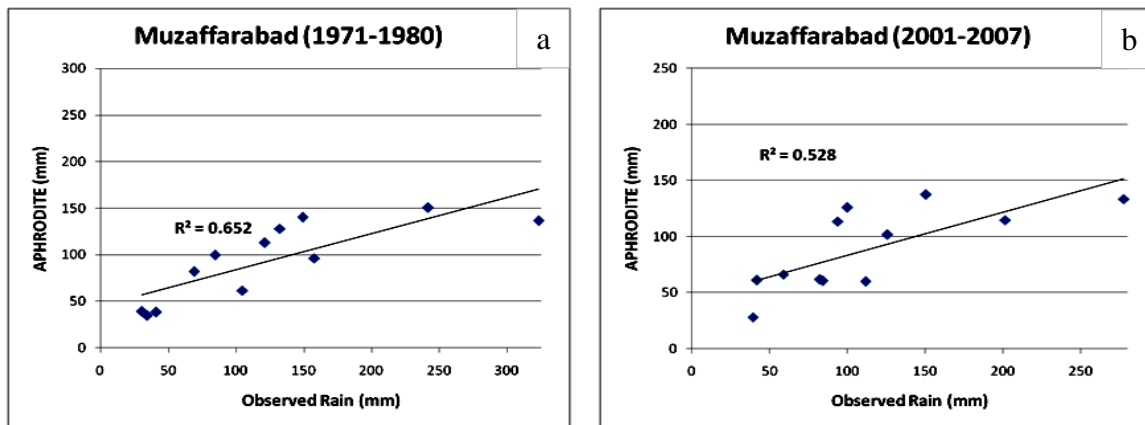 Muzaffarabad (1971-1980)
a
300
250
200
150
100
50
0
APHRODITE (mm)
R² = 0.652
0 50 100 150 200 250 300
Observed Rain (mm)
Muzaffarabad (2001-2007)
b
250
200
150
100
50
0
APHRODITE (mm)
R² = 0.528
0 50 100 150 200 250
Observed Rain (mm)